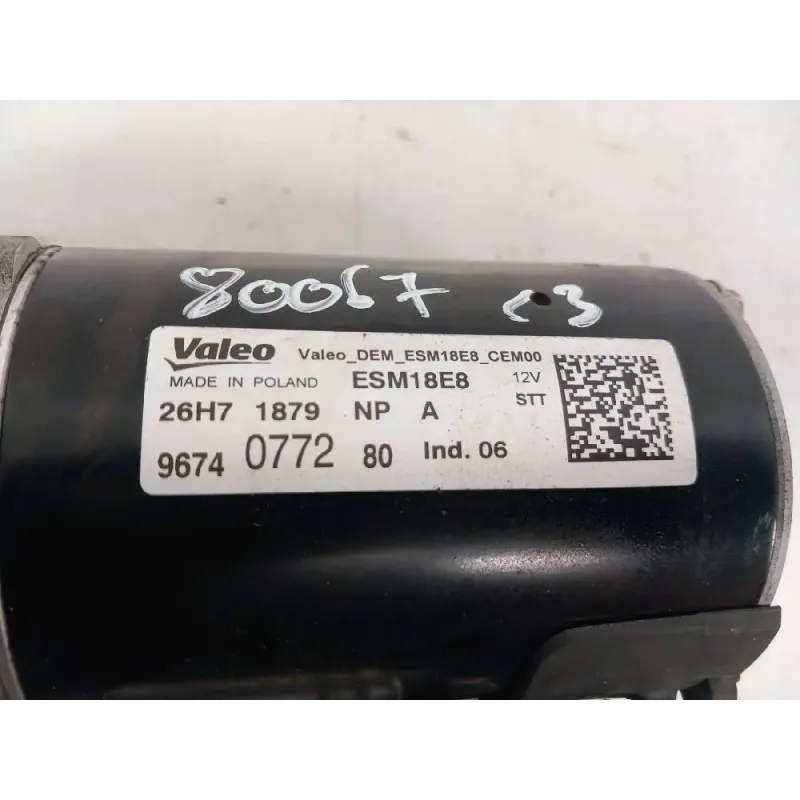 80067 c3
Valeo Valeo_DEM_ESM18E8_CEM00
MADE IN POLAND ESM18E8 12V
STT
26H7 1879 NP A
9674 0772 80 Ind. 06